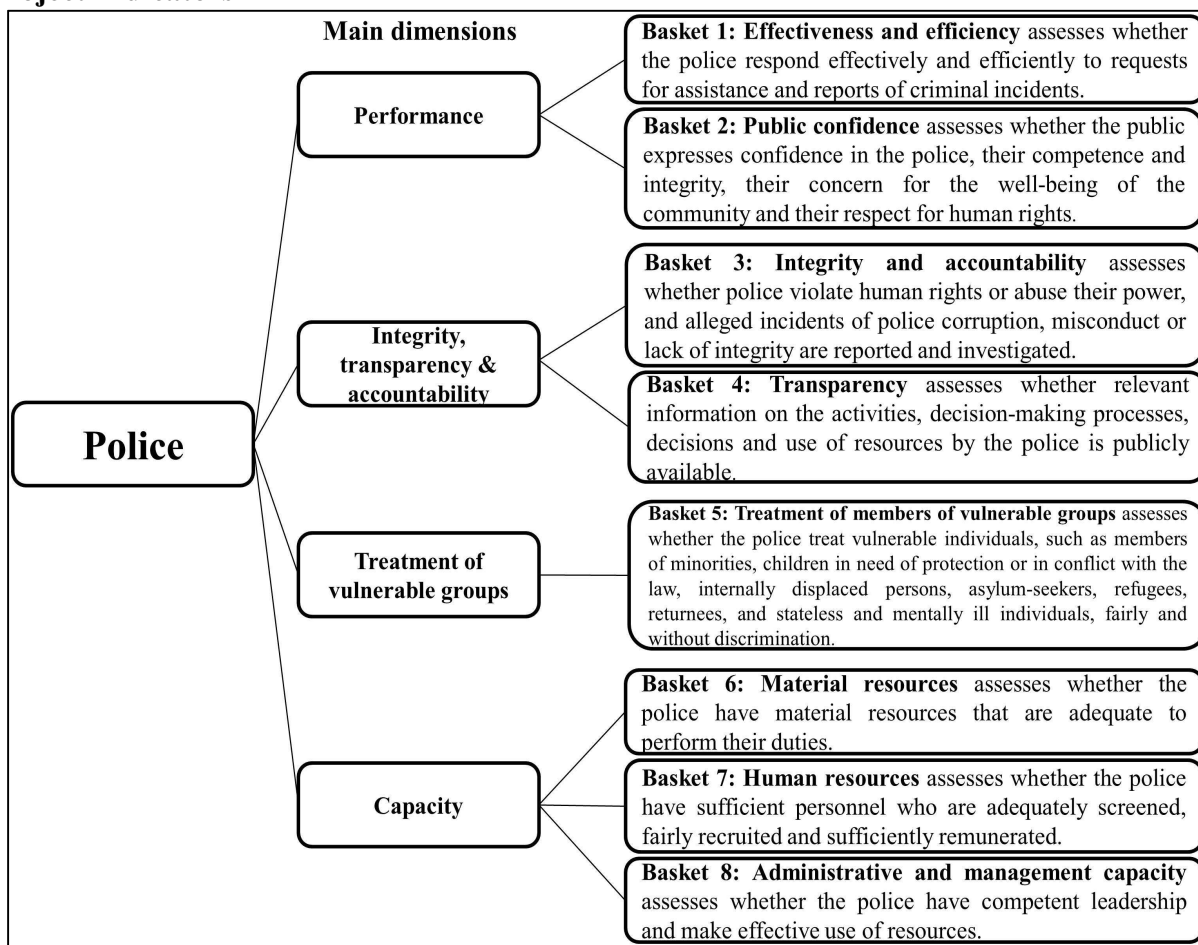 Main dimensions
Police
Performance
Basket 1: Effectiveness and efficiency assesses whether
the police respond effectively and efficiently to requests
for assistance and reports of criminal incidents.
Basket 2: Public confidence assesses whether the public
expresses confidence in the police, their competence and
integrity, their concern for the well-being of the
community and their respect for human rights.
Integrity,
transparency &
accountability
Basket 3: Integrity and accountability assesses
whether police violate human rights or abuse their power,
and alleged incidents of police corruption, misconduct or
lack of integrity are reported and investigated.
Basket 4: Transparency assesses whether relevant
information on the activities, decision-making processes,
decisions and use of resources by the police is publicly
available.
Treatment of
vulnerable groups
Basket 5: Treatment of members of vulnerable groups assesses
whether the police treat vulnerable individuals, such as members
of minorities, children in need of protection or in conflict with the
law, internally displaced persons, asylum-seekers, refugees,
returnees, and stateless and mentally ill individuals, fairly and
without discrimination.
Capacity
Basket 6: Material resources assesses whether the
police have material resources that are adequate to
perform their duties.
Basket 7: Human resources assesses whether the police
have sufficient personnel who are adequately screened,
fairly recruited and sufficiently remunerated.
Basket 8: Administrative and management capacity
assesses whether the police have competent leadership
and make effective use of resources.